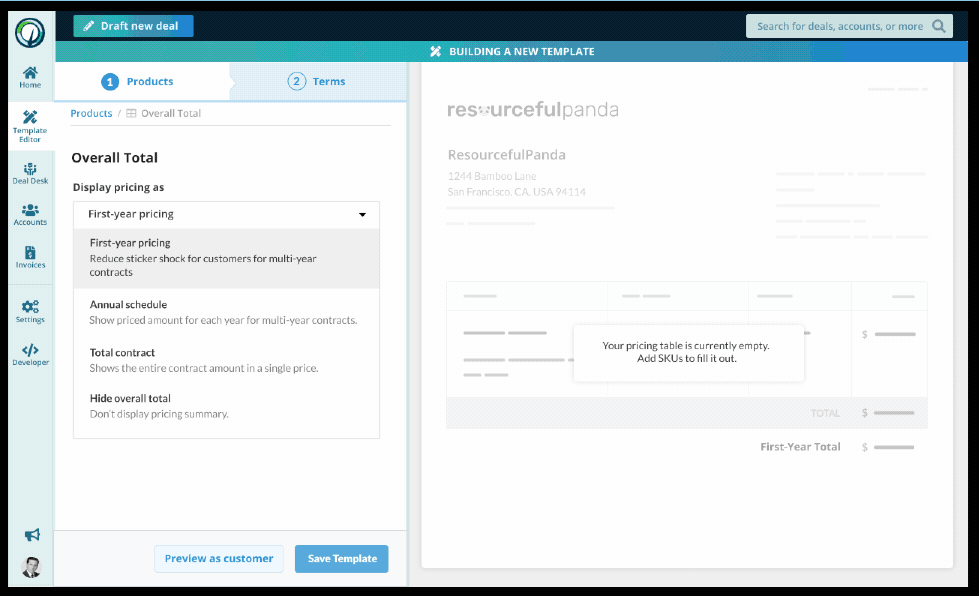 Draft new deal
Search for deals, accounts, or more
BUILDING A NEW TEMPLATE
Home
Template
Editor
Deal Desk
Accounts
Invoices
Settings
Developer
1 Products
2 Terms
Products / Overall Total
Overall Total
Display pricing as
First-year pricing
First-year pricing
Reduce sticker shock for customers for multi-year
contracts
Annual schedule
Show priced amount for each year for multi-year contracts.
Total contract
Shows the entire contract amount in a single price.
Hide overall total
Don't display pricing summary.
Preview as customer
Save Template
resourcefulpanda
ResourcefulPanda
1244 Bamboo Lane
San Francisco, CA, USA 94114
$
Your pricing table is currently empty.
Add SKUs to fill it out.
TOTAL $
First-Year Total $